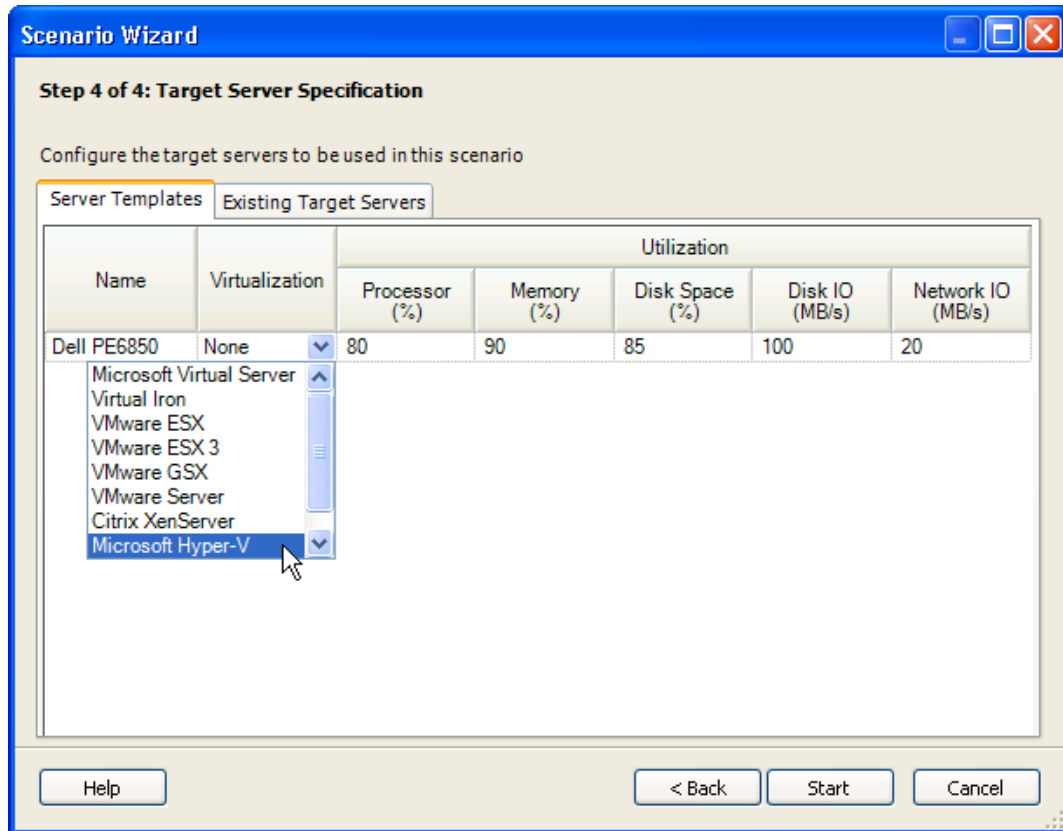 Scenario Wizard
Step 4 of 4: Target Server Specification
Configure the target servers to be used in this scenario
Server Templates Existing Target Servers
Utilization
Name Virtualization Processor (%) Memory (%) Disk Space (%) Disk IO (MB/s) Network IO (MB/s)
Dell PE6850 None 80 90 85 100 20
Microsoft Virtual Server
Virtual Iron
VMware ESX
VMware ESX 3
VMware GSX
VMware Server
Citrix XenServer
Microsoft Hyper-V
Help < Back Start Cancel